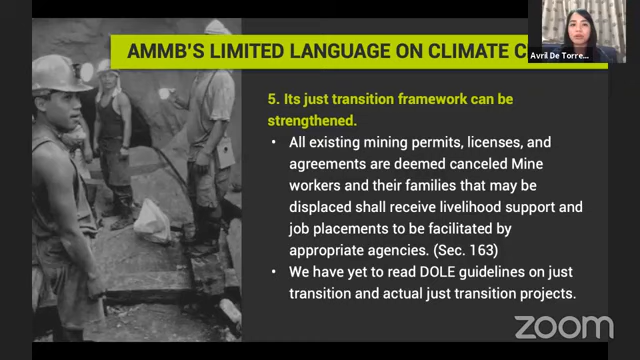 AMMB'S LIMITED LANGUAGE ON CLIMATE C
Avril De Torre...
5. Its just transition framework can be
strengthened.
• All existing mining permits, licenses, and
agreements are deemed canceled Mine
workers and their families that may be
displaced shall receive livelihood support and
job placements to be facilitated by
appropriate agencies. (Sec. 163)
• We have yet to read DOLE guidelines on just
transition and actual just transition projects.
zoom